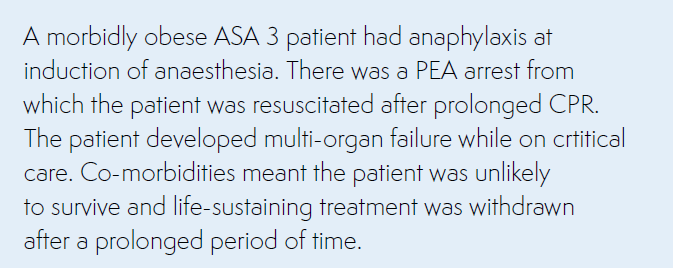 A morbidly obese ASA 3 patient had anaphylaxis at
induction of anaesthesia. There was a PEA arrest from
which the patient was resuscitated after prolonged CPR.
The patient developed multi-organ failure while on crtitical
care. Co-morbidities meant the patient was unlikely
to survive and life-sustaining treatment was withdrawn
after a prolonged period of time.